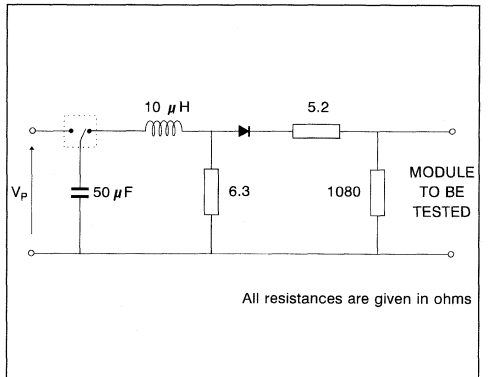 10 μH
5.2
V_P
50 μF
6.3
1080
MODULE
TO BE
TESTED
All resistances are given in ohms